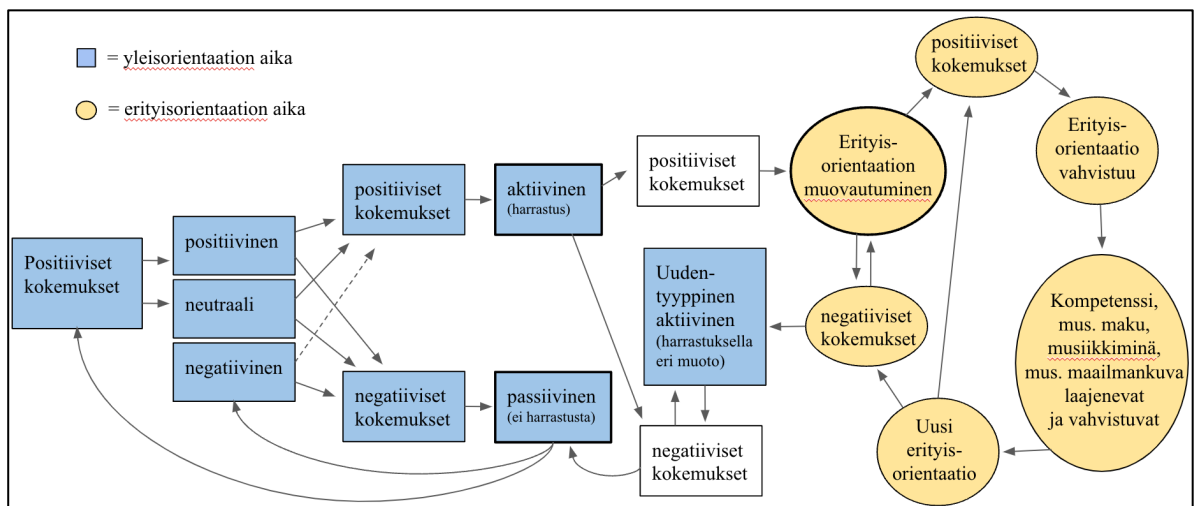 = yleisorientaation aika
= erityisorientaation aika
Positiiviset
kokemukset
positiivinen
neutraali
negatiivinen
positiiviset
kokemukset
negatiiviset
kokemukset
aktiivinen
(harrastus)
passiivinen
(ei harrastusta)
positiiviset
kokemukset
Uuden-
tyyppinen
aktiivinen
(harrastuksella
eri muoto)
negatiiviset
kokemukset
Erityis-
orientaation
muovautuminen
negatiiviset
kokemukset
positiiviset
kokemukset
Erityis-
orientaatio
vahvistuu
Kompetenssi,
mus. maku,
musiikkiminä,
mus. maailmankuva
laajenevat
ja vahvistuvat
Uusi
erityis-
orientaatio